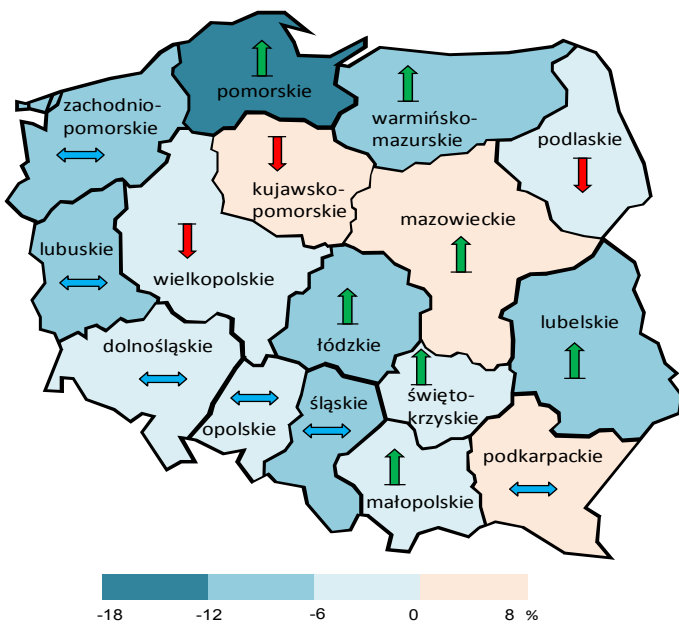 pomorskie
zachodnio-
pomorskie
warmińsko-
mazurskie
podlaskie
kujawsko-
pomorskie
mazowieckie
lubuskie
wielkopolskie
łódzkie
lubelskie
dolnośląskie
śląskie
święto-
krzyskie
opolskie
podkarpackie
małopolskie
-18 -12 -6 0 8 %